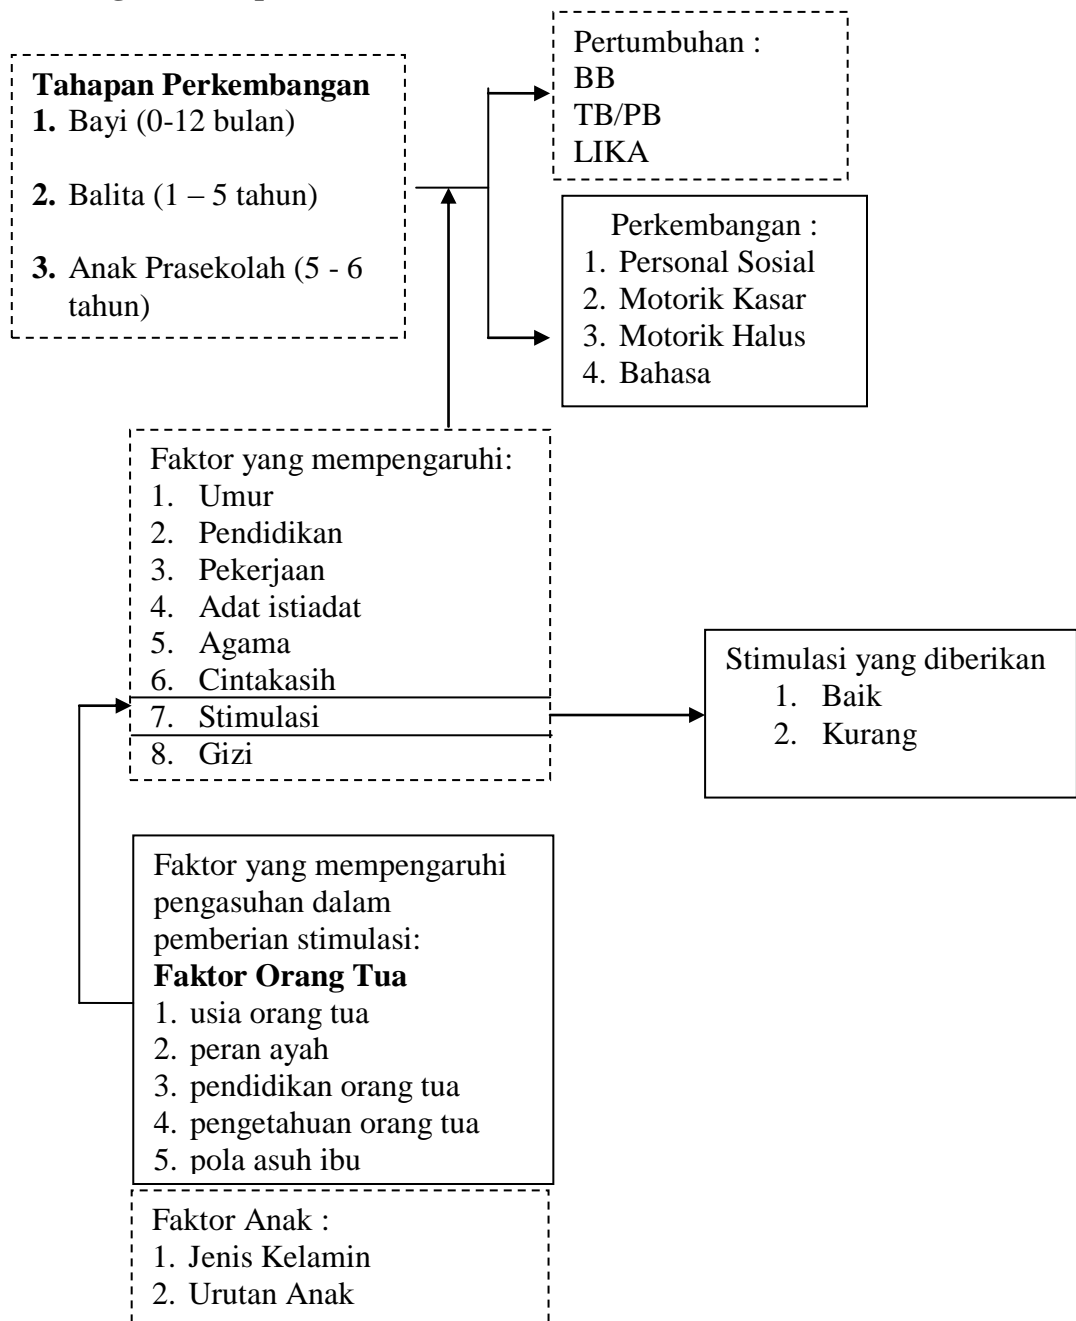 Tahapan Perkembangan
1. Bayi (0-12 bulan)
2. Balita (1 – 5 tahun)
3. Anak Prasekolah (5 - 6
tahun)
Pertumbuhan :
BB
TB/PB
LIKA
Perkembangan :
1. Personal Sosial
2. Motorik Kasar
3. Motorik Halus
4. Bahasa
Faktor yang mempengaruhi:
1. Umur
2. Pendidikan
3. Pekerjaan
4. Adat istiadat
5. Agama
6. Cintakasih
7. Stimulasi
8. Gizi
Stimulasi yang diberikan
1. Baik
2. Kurang
Faktor yang mempengaruhi
pengasuhan dalam
pemberian stimulasi:
Faktor Orang Tua
1. usia orang tua
2. peran ayah
3. pendidikan orang tua
4. pengetahuan orang tua
5. pola asuh ibu
Faktor Anak :
1. Jenis Kelamin
2. Urutan Anak